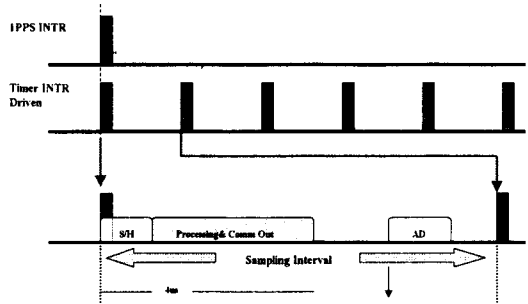 1PPS INTR
Timer INTR
Driven
S/H
Processing& Comm Out
AD
Sampling Interval